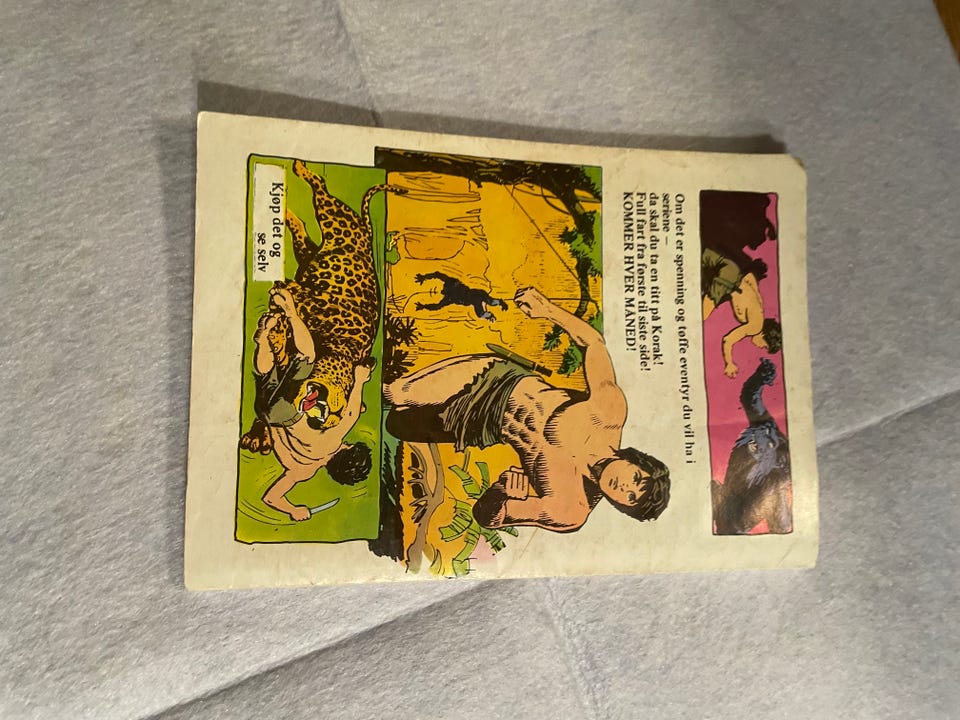 Om det er spenning og tøffe eventyr du vil ha i
seriene –
da skal du ta en titt på Korak!
Full fart fra første til siste side!
KOMMER HVER MÅNED!
Kjøp det og
se selv